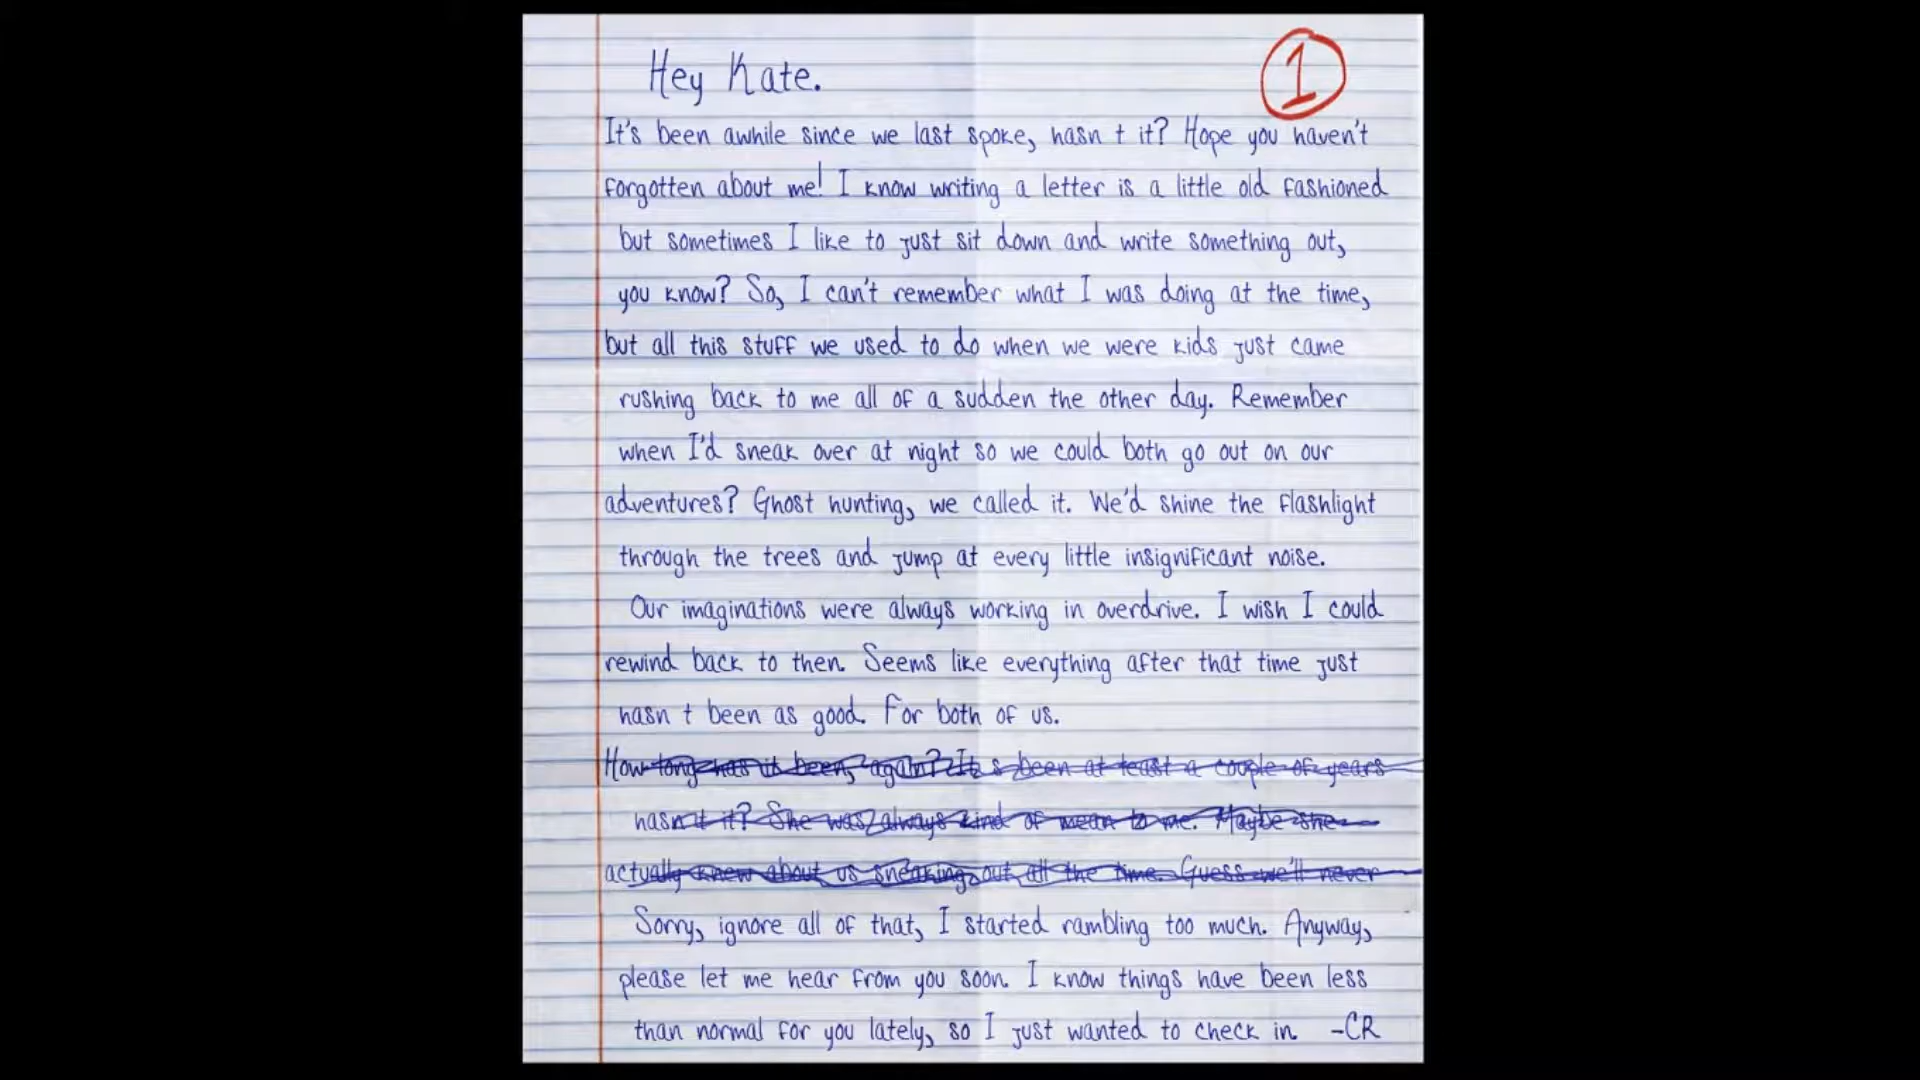 Hey Kate.
1
It's been awhile since we last spoke, hasn t it? Hope you haven't
forgotten about me! I know writing a letter is a little old fashioned
but sometimes I like to just sit down and write something out,
you know? So, I can't remember what I was doing at the time,
but all this stuff we used to do when we were kids just came
rushing back to me all of a sudden the other day. Remember
when I'd sneak over at night so we could both go out on our
adventures? Ghost hunting, we called it. We'd shine the flashlight
through the trees and jump at every little insignificant noise.
Our imaginations were always working in overdrive. I wish I could
rewind back to then. Seems like everything after that time just
hasn t been as good. For both of us.
How long has it been, again? It s been at least a couple of years
hasn t it? She was always kind of mean to me. Maybe she
actually knew about us sneaking out all the time. Guess we'll never
Sorry, ignore all of that, I started rambling too much. Anyway,
please let me hear from you soon. I know things have been less
than normal for you lately, so I just wanted to check in. -CR